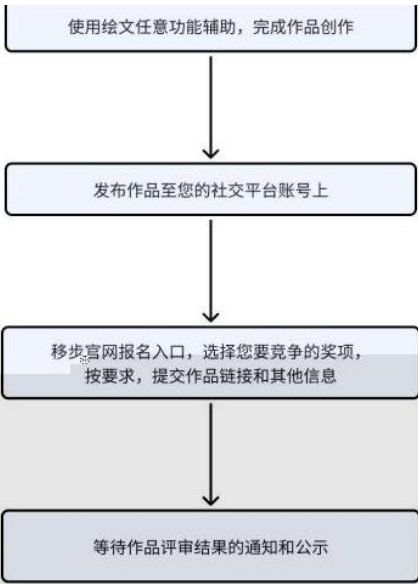 使用绘文任意功能辅助，完成作品创作
发布作品至您的社交平台账号上
移步官网报名入口，选择您要竞争的奖项，
按要求，提交作品链接和其他信息
等待作品评审结果的通知和公示